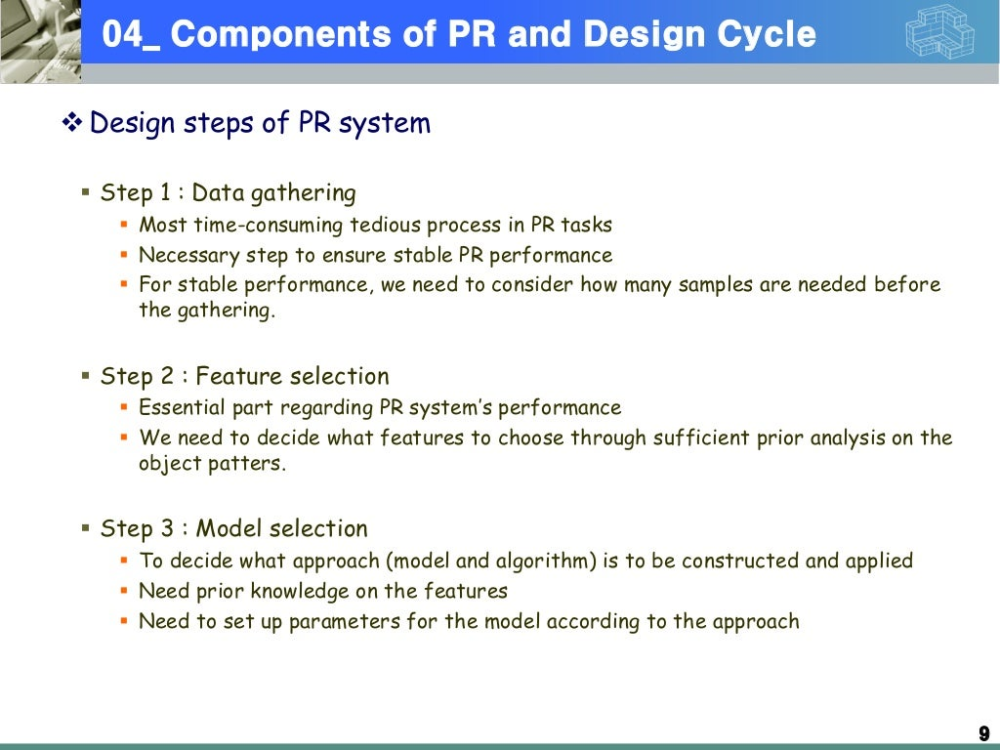 04_ Components of PR and Design Cycle
❖ Design steps of PR system
▪ Step 1 : Data gathering
▪ Most time-consuming tedious process in PR tasks
▪ Necessary step to ensure stable PR performance
▪ For stable performance, we need to consider how many samples are needed before
the gathering.
▪ Step 2 : Feature selection
▪ Essential part regarding PR system's performance
▪ We need to decide what features to choose through sufficient prior analysis on the
object patters.
▪ Step 3 : Model selection
▪ To decide what approach (model and algorithm) is to be constructed and applied
▪ Need prior knowledge on the features
▪ Need to set up parameters for the model according to the approach
9